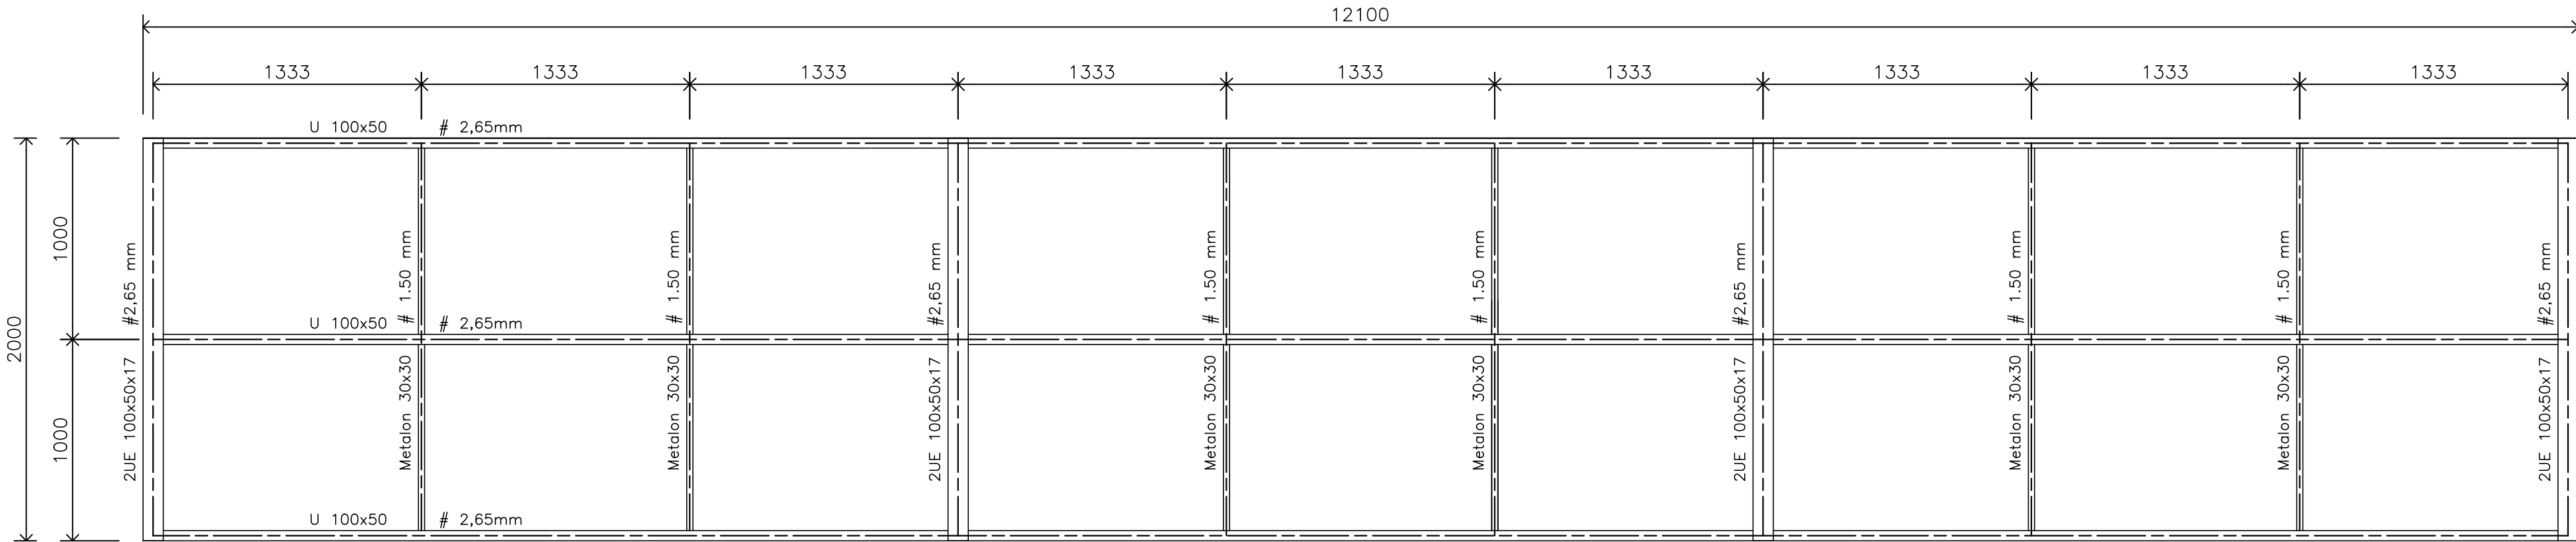 12100
1333 1333 1333 1333 1333 1333 1333 1333 1333
U 100x50 # 2,65mm
2000
1000
1000
2UE 100x50x17 #2,65 mm
Metalon 30x30 # 1.50 mm
Metalon 30x30 # 1.50 mm
2UE 100x50x17 #2,65 mm
Metalon 30x30 # 1.50 mm
Metalon 30x30 # 1.50 mm
2UE 100x50x17 #2,65 mm
Metalon 30x30 # 1.50 mm
Metalon 30x30 # 1.50 mm
2UE 100x50x17 #2,65 mm
U 100x50 # 2,65mm
U 100x50 # 2,65mm